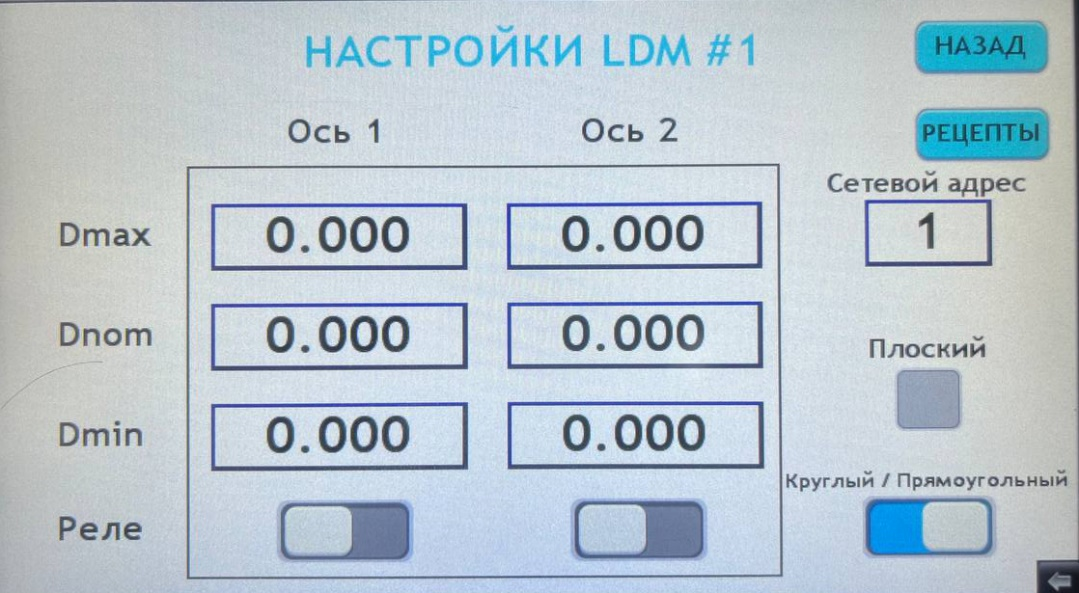 НАСТРОЙКИ LDM #1
НАЗАД
Ось 1
Ось 2
РЕЦЕПТЫ
Сетевой адрес
Dmax
0.000
0.000
1
Dnom
0.000
0.000
Плоский
Dmin
0.000
0.000
Круглый / Прямоугольный
Реле